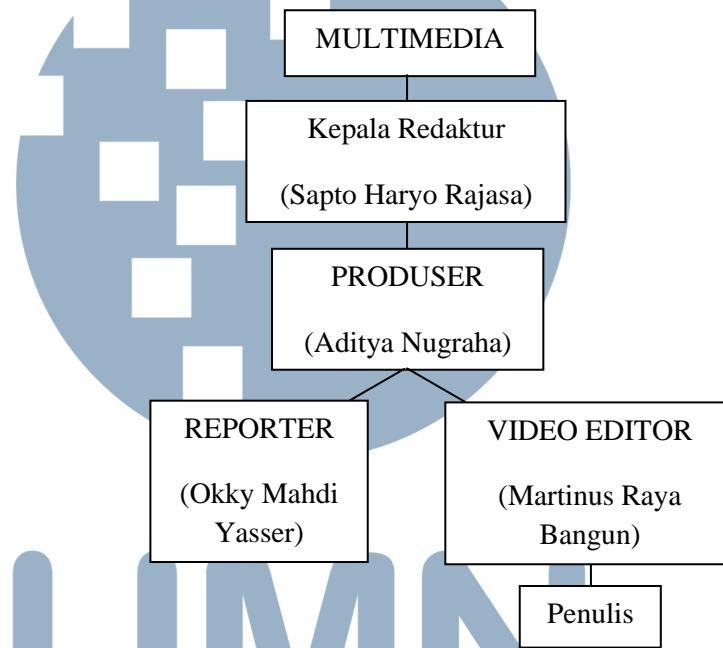 MULTIMEDIA
Kepala Redaktur
(Sapto Haryo Rajasa)
PRODUSER
(Aditya Nugraha)
REPORTER
(Okky Mahdi
Yasser)
VIDEO EDITOR
(Martinus Raya
Bangun)
Penulis
UMN